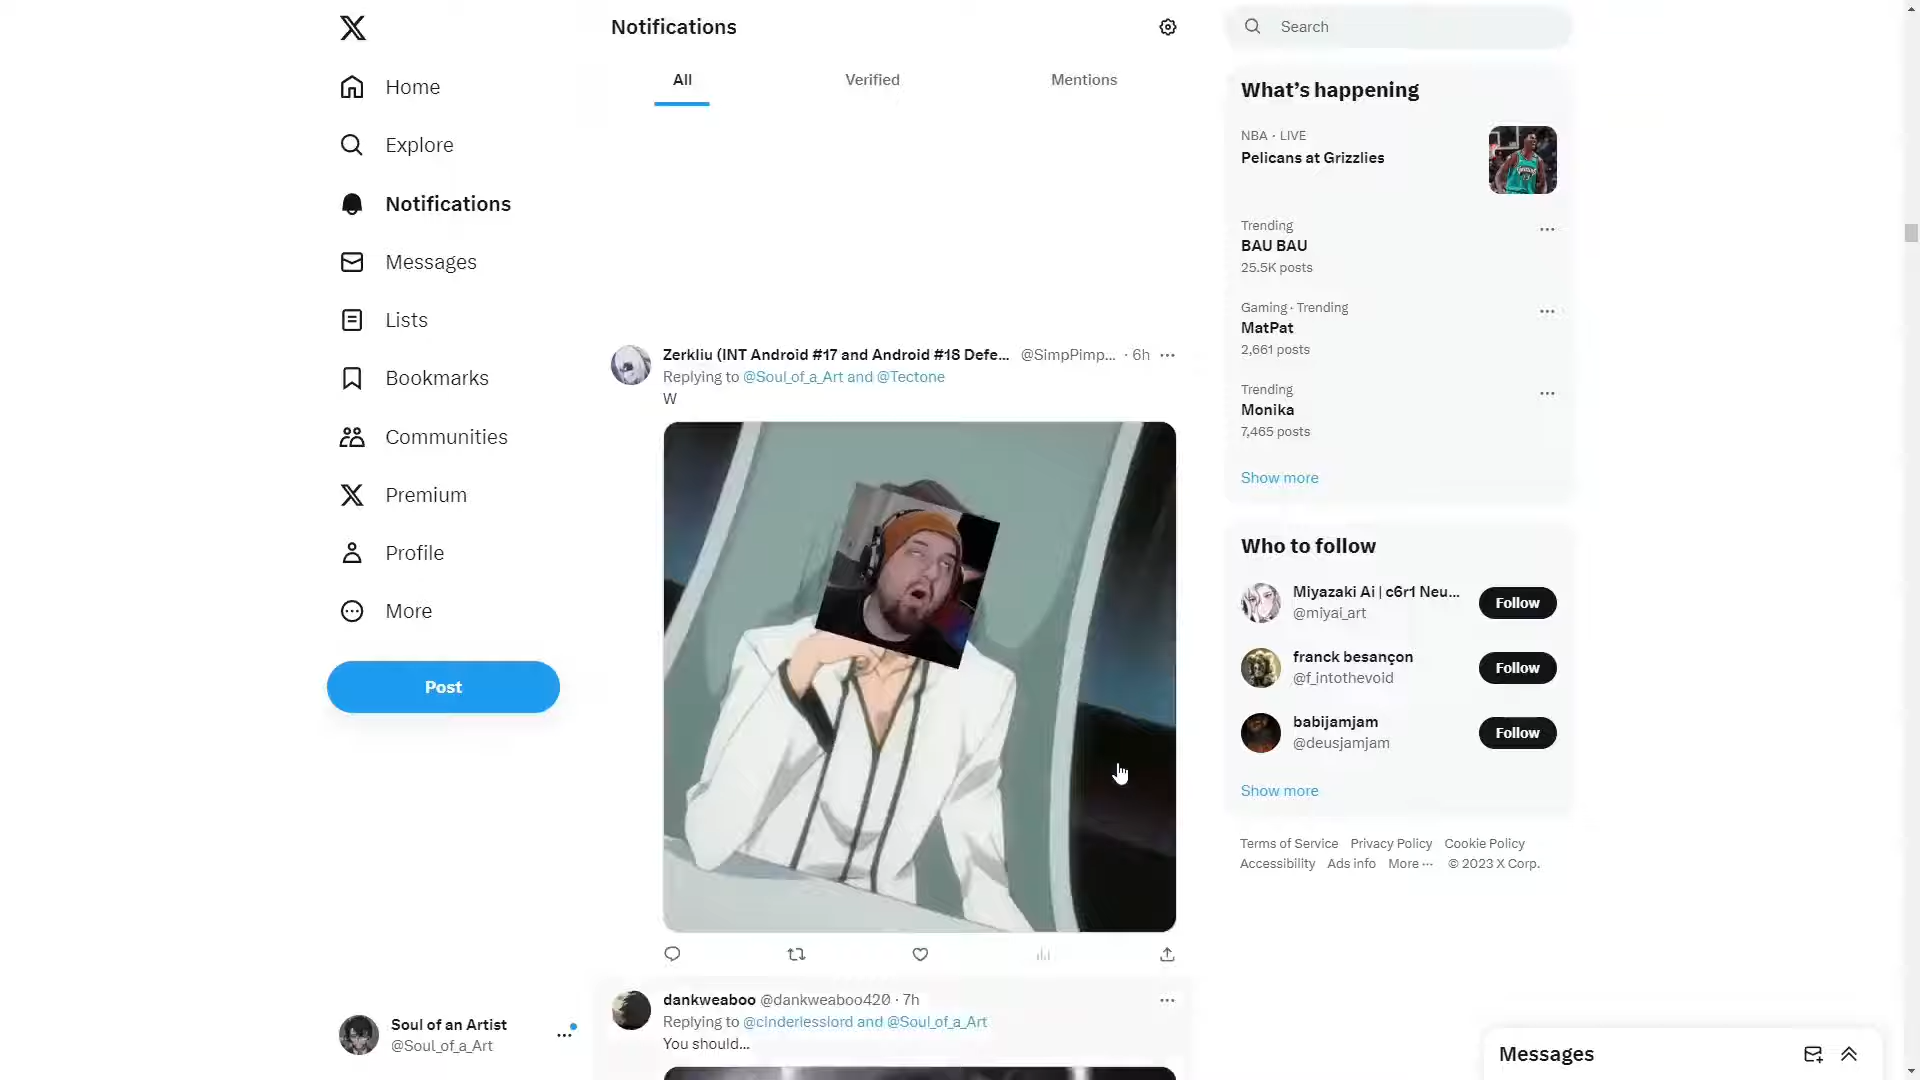 Home
Explore
Notifications
Messages
Lists
Bookmarks
Communities
Premium
Profile
More
Post
Soul of an Artist
@Soul_of_a_Art
Notifications
All
Verified
Mentions
Zerkliu (INT Android #17 and Android #18 Defe... @SimpPimp... · 6h
Replying to @Soul_of_a_Art and @Tectone
W
dankweaboo @dankweaboo420 · 7h
Replying to @cinderlesslord and @Soul_of_a_Art
You should...
Search
What's happening
NBA · LIVE
Pelicans at Grizzlies
Trending
BAU BAU
25.5K posts
Gaming · Trending
MatPat
2,661 posts
Trending
Monika
7,465 posts
Show more
Who to follow
Miyazaki Ai | c6r1 Neu...
@miyai_art
Follow
franck besançon
@f_intothevoid
Follow
babijamjam
@deusjamjam
Follow
Show more
Terms of Service Privacy Policy Cookie Policy
Accessibility Ads info More ··· © 2023 X Corp.
Messages